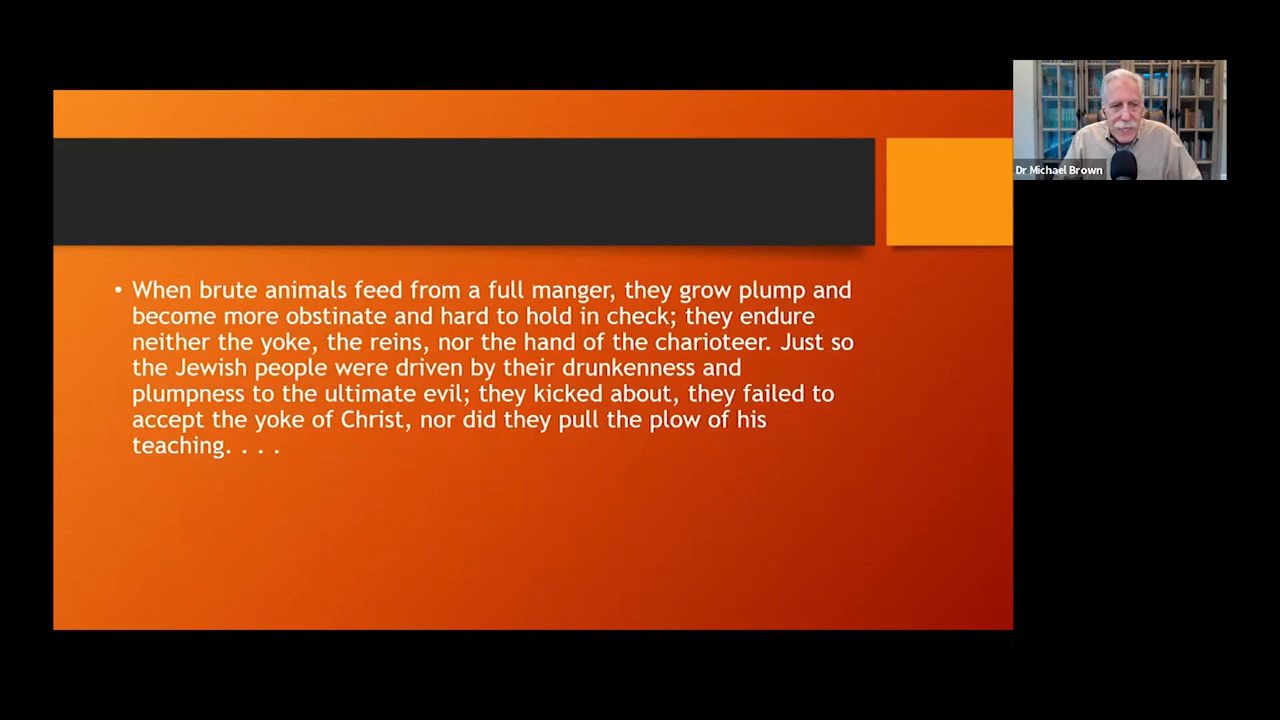 • When brute animals feed from a full manger, they grow plump and
become more obstinate and hard to hold in check; they endure
neither the yoke, the reins, nor the hand of the charioteer. Just so
the Jewish people were driven by their drunkenness and
plumpness to the ultimate evil; they kicked about, they failed to
accept the yoke of Christ, nor did they pull the plow of his
teaching. . . .
Dr Michael Brown